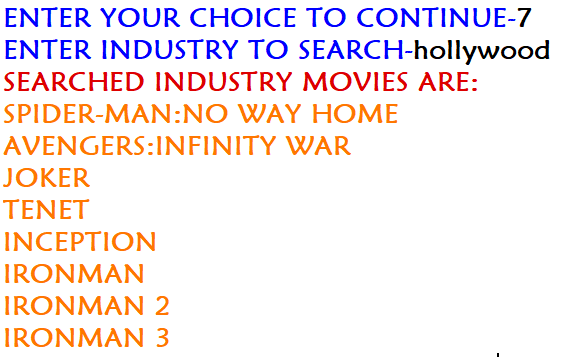 ENTER YOUR CHOICE TO CONTINUE-7
ENTER INDUSTRY TO SEARCH-hollywood
SEARCHED INDUSTRY MOVIES ARE:
SPIDER-MAN:NO WAY HOME
AVENGERS:INFINITY WAR
JOKER
TENET
INCEPTION
IRONMAN
IRONMAN 2
IRONMAN 3